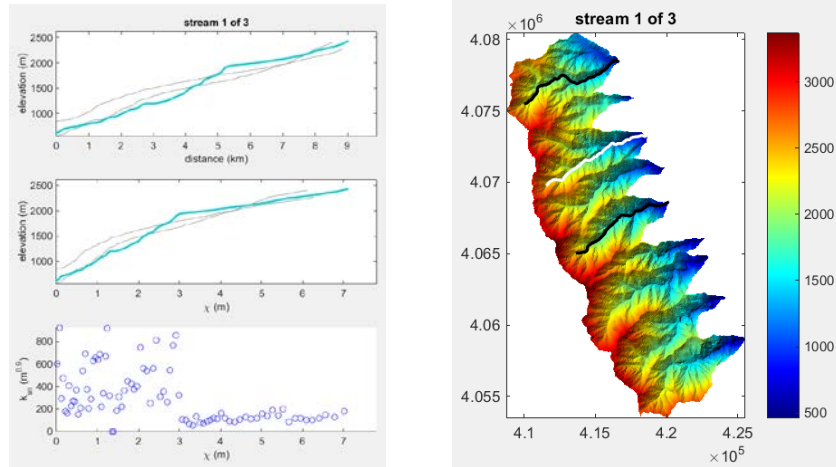 stream 1 of 3
elevation (m)
2500
2000
1500
1000
0 1 2 3 4 5 6 7 8 9
distance (km)
elevation (m)
2500
2000
1500
1000
0 1 2 3 4 5 6 7
χ (m)
k_sn (m^0.9)
800
600
400
200
0
0 1 2 3 4 5 6 7
χ (m)
stream 1 of 3
×10^6
4.08
4.075
4.07
4.065
4.06
4.055
4.1 4.15 4.2 4.25
×10^5
3000
2500
2000
1500
1000
500